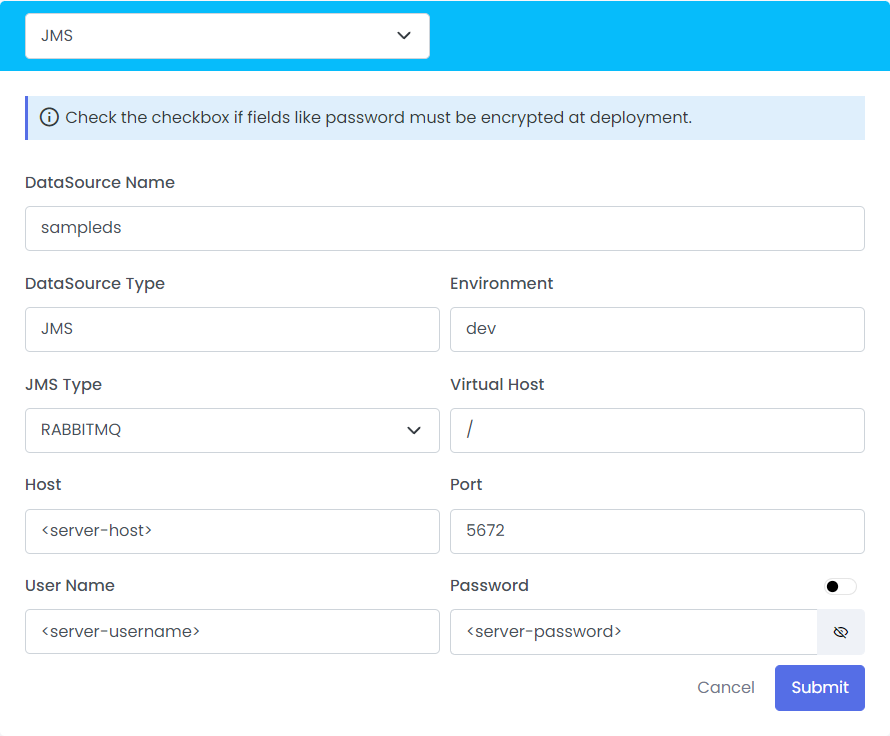 JMS
Check the checkbox if fields like password must be encrypted at deployment.
DataSource Name
sampleds
DataSource Type
Environment
JMS
dev
JMS Type
Virtual Host
RABBITMQ
/
Host
Port
<server-host>
5672
User Name
Password
<server-username>
<server-password>
Cancel
Submit